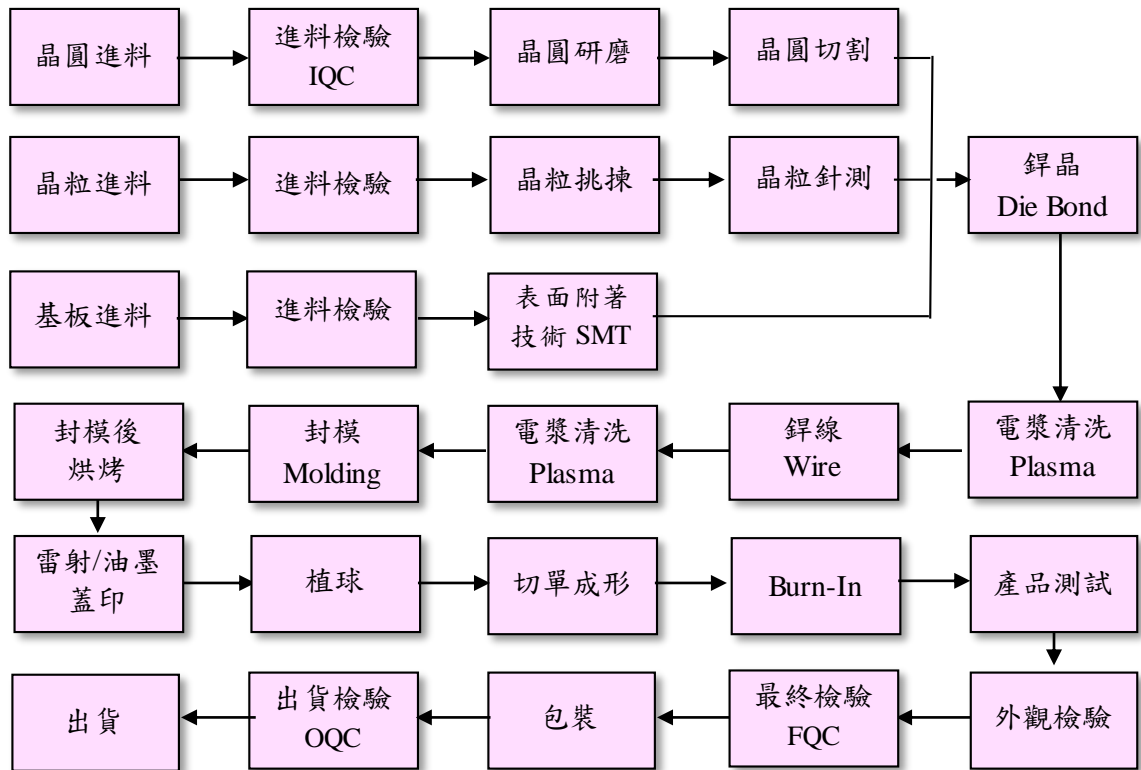 晶圓進料
進料檢驗
IQC
晶圓研磨
晶圓切割
晶粒進料
進料檢驗
晶粒挑揀
晶粒針測
銲晶
Die Bond
基板進料
進料檢驗
表面附著
技術 SMT
封模後
烘烤
封模
Molding
電漿清洗
Plasma
銲線
Wire
電漿清洗
Plasma
雷射/油墨
蓋印
植球
切單成形
Burn-In
產品測試
出貨
出貨檢驗
OQC
包裝
最終檢驗
FQC
外觀檢驗